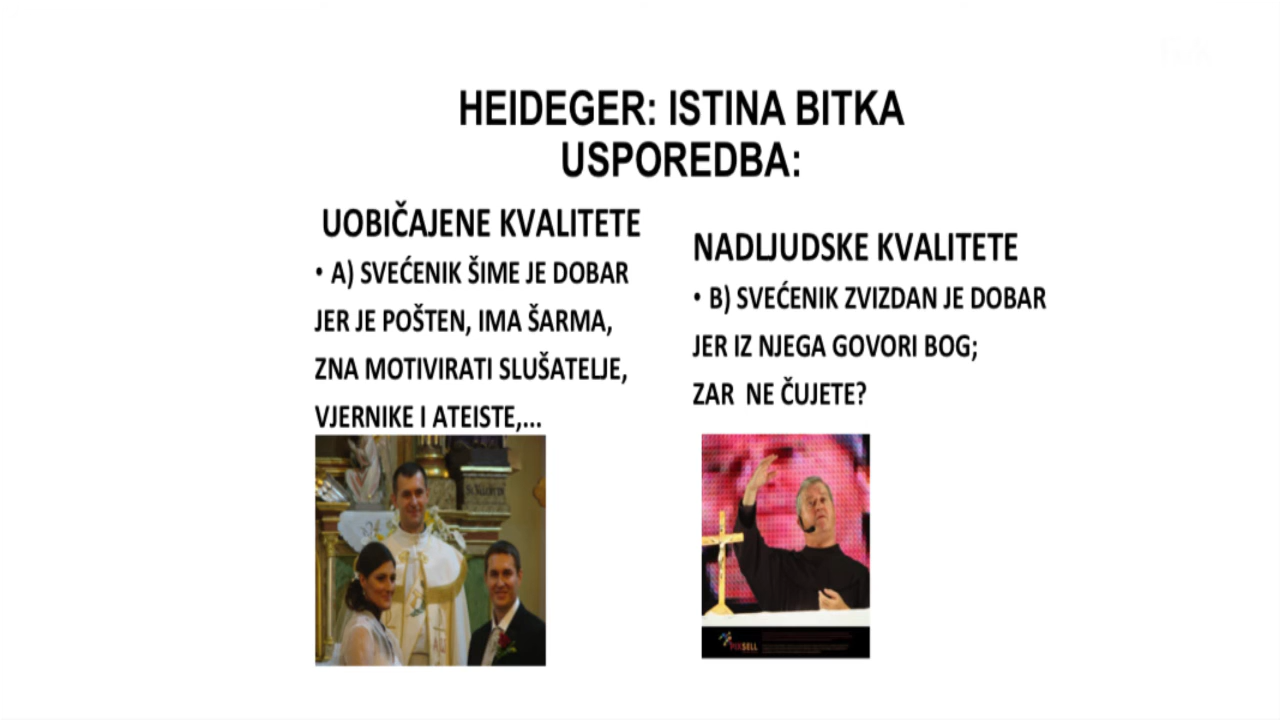 HEIDEGER: ISTINA BITKA
USPOREDBA:
UOBIČAJENE KVALITETE
• A) SVEĆENIK ŠIME JE DOBAR
JER JE POŠTEN, IMA ŠARMA,
ZNA MOTIVIRATI SLUŠATELJE,
VJERNIKE I ATEISTE,...
NADLJUDSKE KVALITETE
• B) SVEĆENIK ZVIZDAN JE DOBAR
JER IZ NJEGA GOVORI BOG;
ZAR NE ČUJETE?